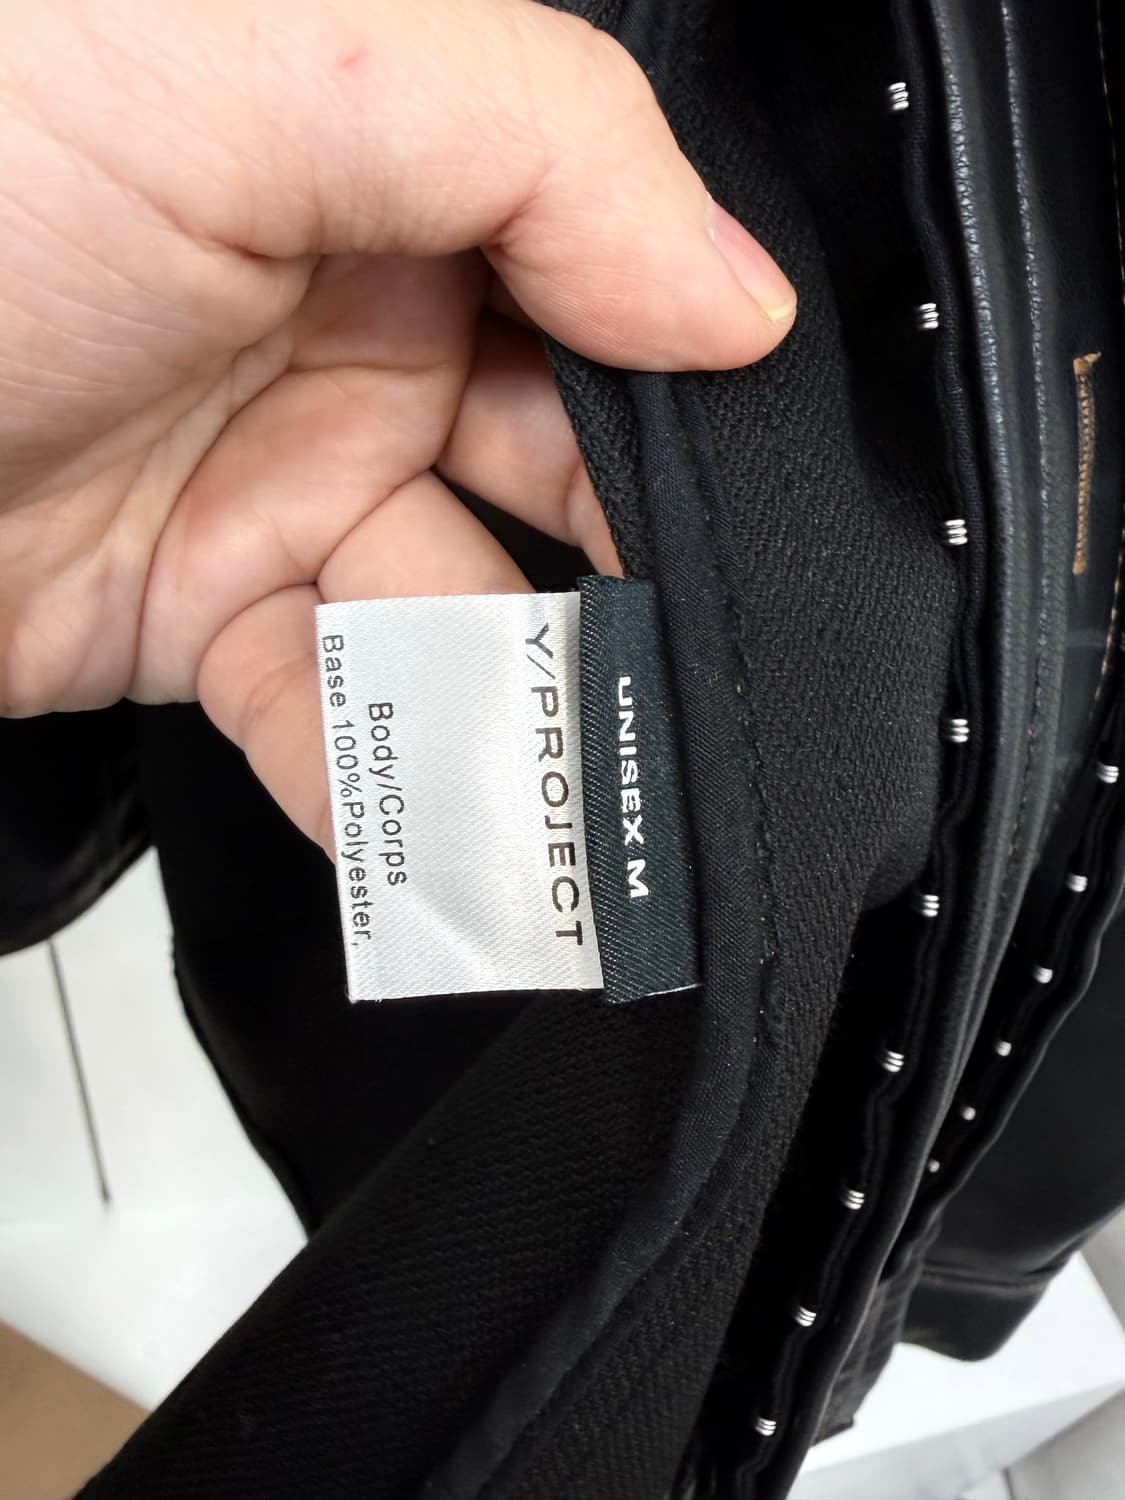 UNISEX M
Y/PROJECT
Body/Corps
Base 100%Polyester,